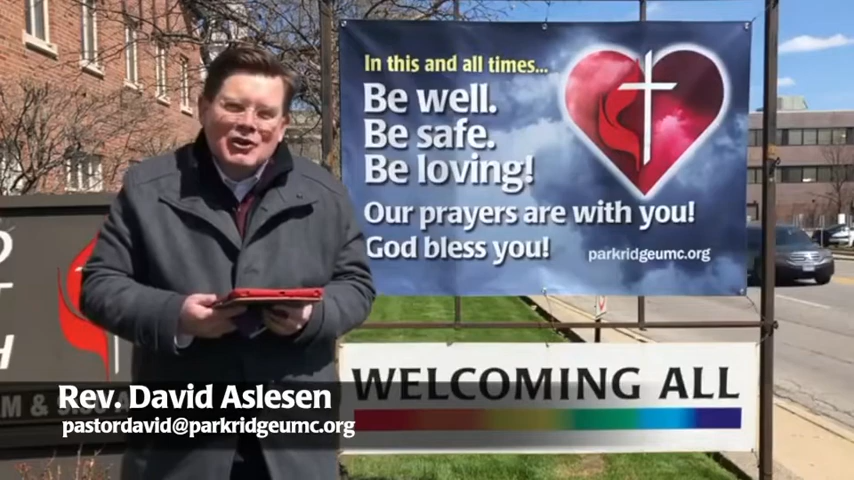 In this and all times...
Be well.
Be safe.
Be loving!
Our prayers are with you!
God bless you!
parkridgeumc.org
WELCOMING ALL
Rev. David Aslesen
pastordavid@parkridgeumc.org